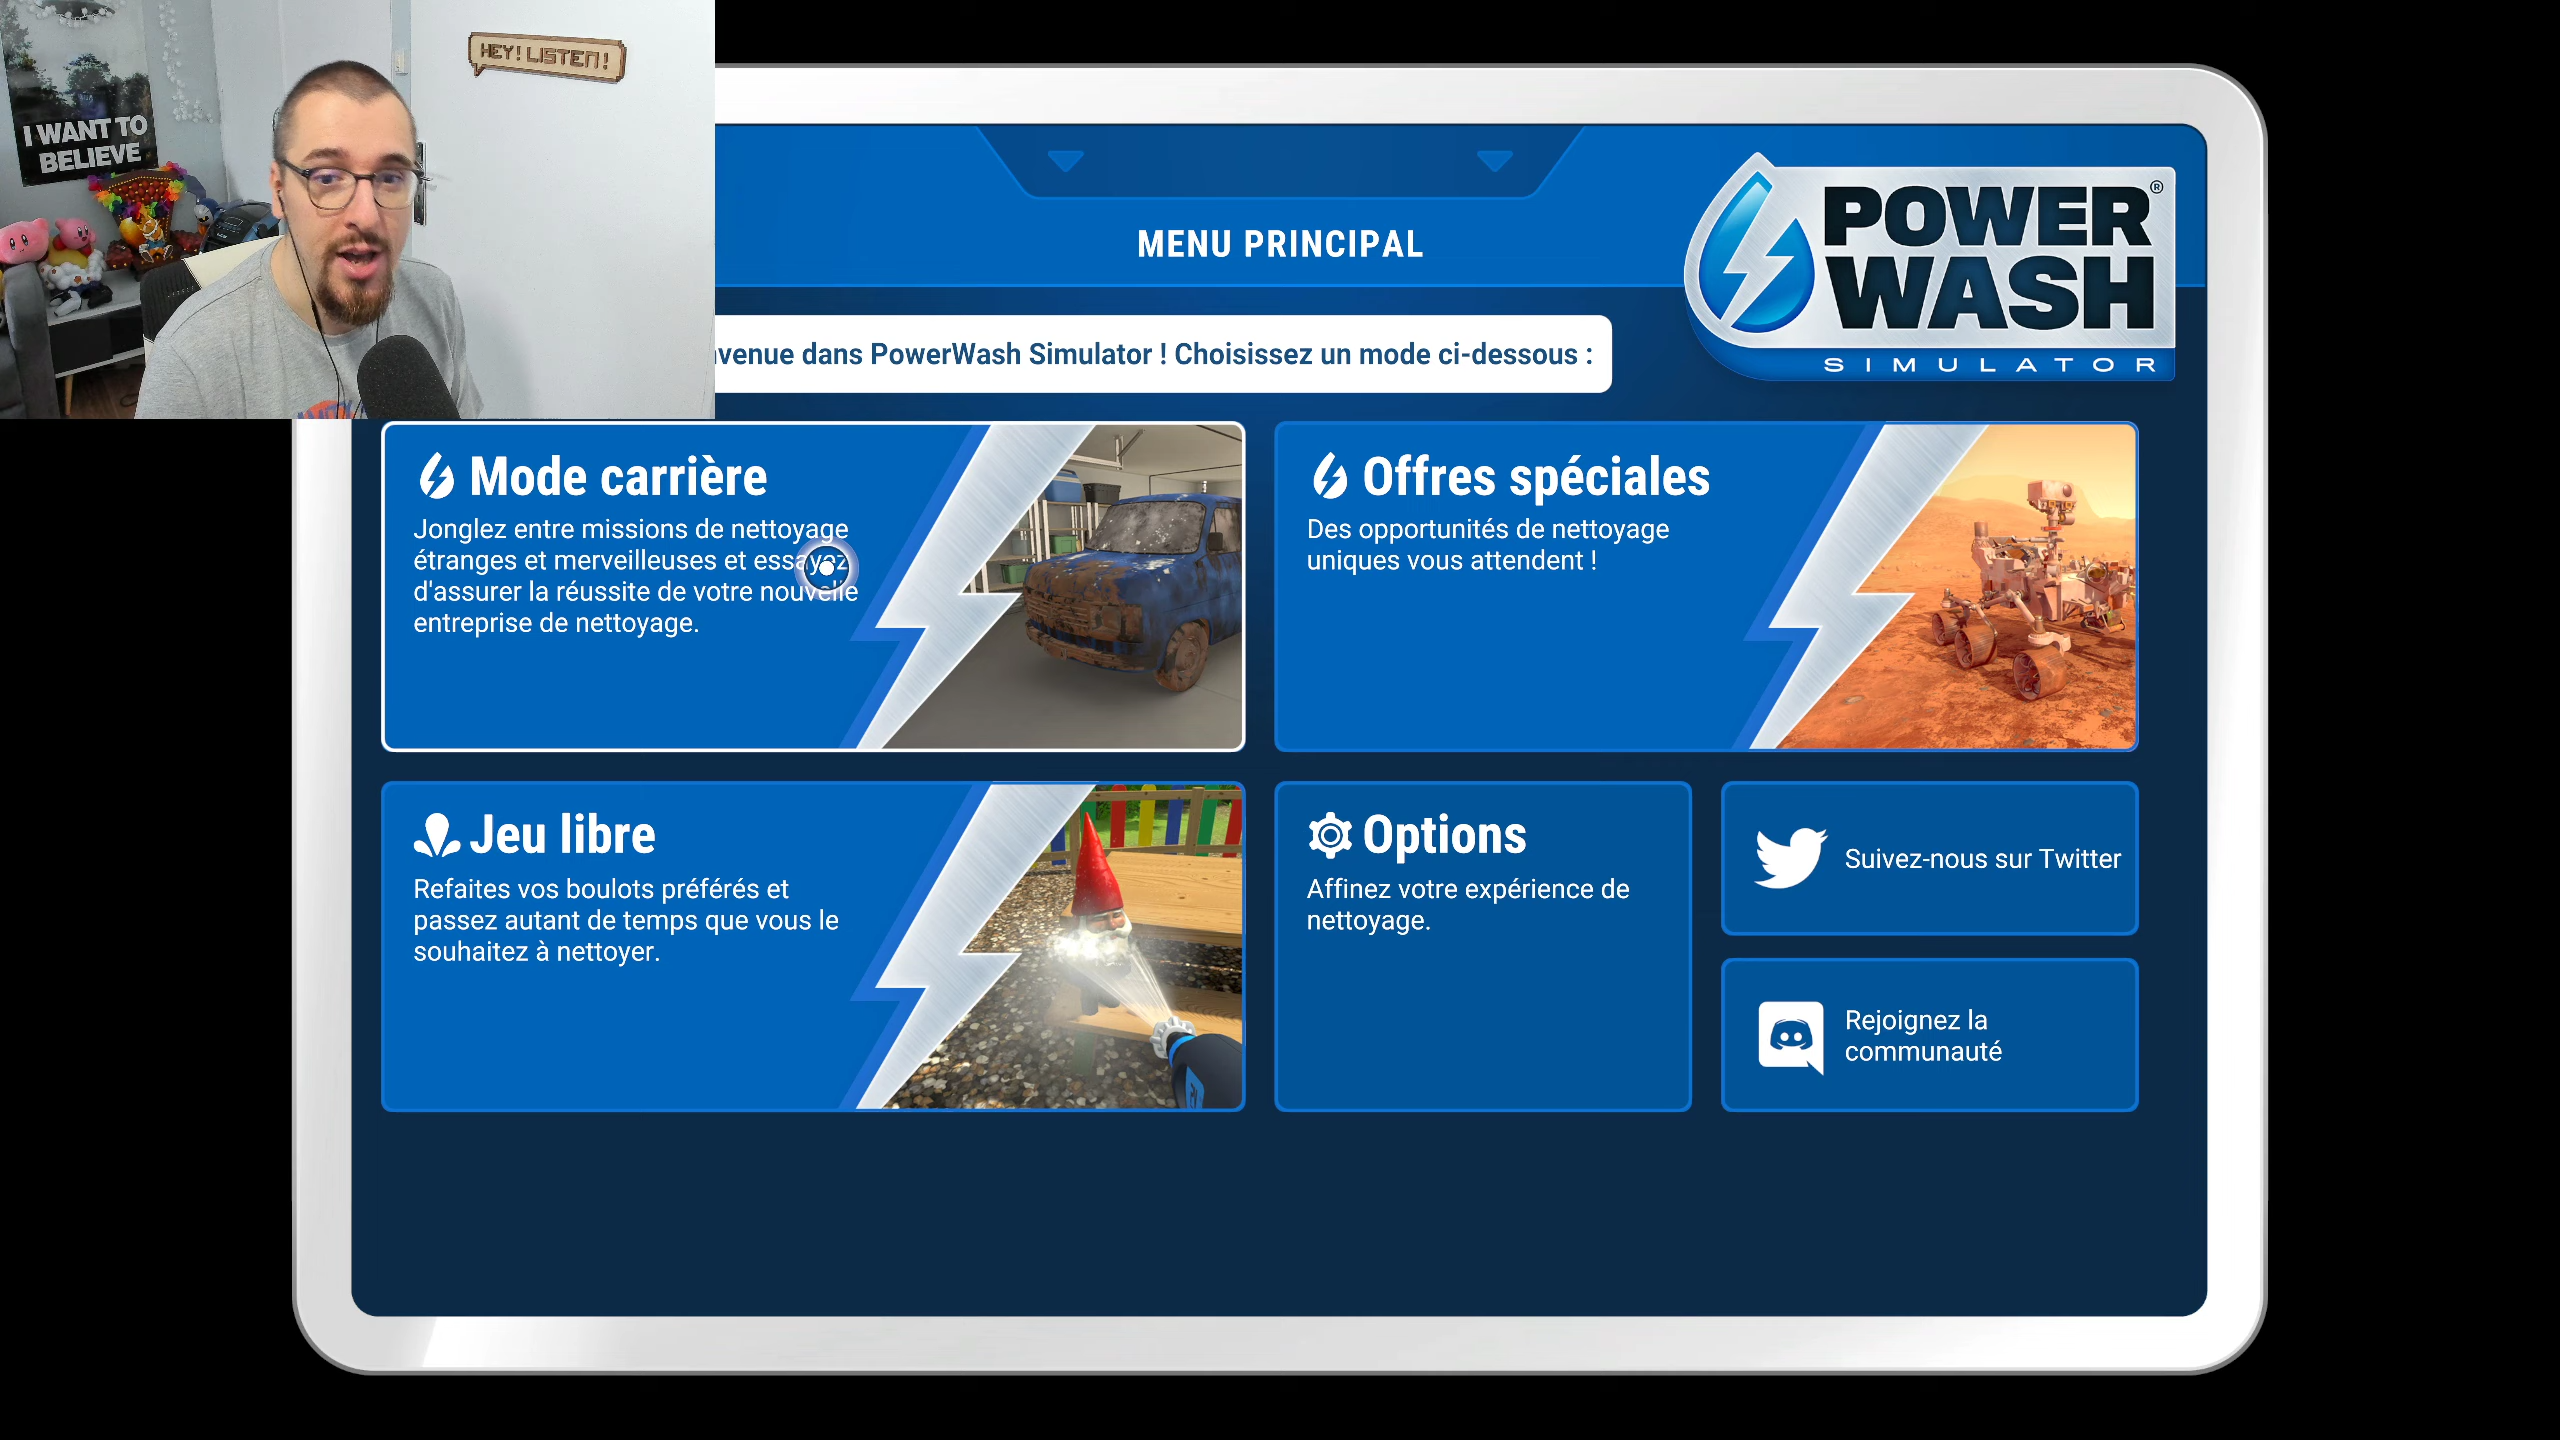 HEY! LISTEN!
I WANT TO
BELIEVE
MENU PRINCIPAL
POWER®
WASH
SIMULATOR
dans PowerWash Simulator ! Choisissez un mode ci-dessous :
Mode carrière
Jonglez entre missions de nettoyage
étranges et merveilleuses et essayez
d'assurer la réussite de votre nouvelle
entreprise de nettoyage.
Offres spéciales
Des opportunités de nettoyage
uniques vous attendent !
Jeu libre
Refaites vos boulots préférés et
passez autant de temps que vous le
souhaitez à nettoyer.
Options
Affinez votre expérience de
nettoyage.
Suivez-nous sur Twitter
Rejoignez la
communauté